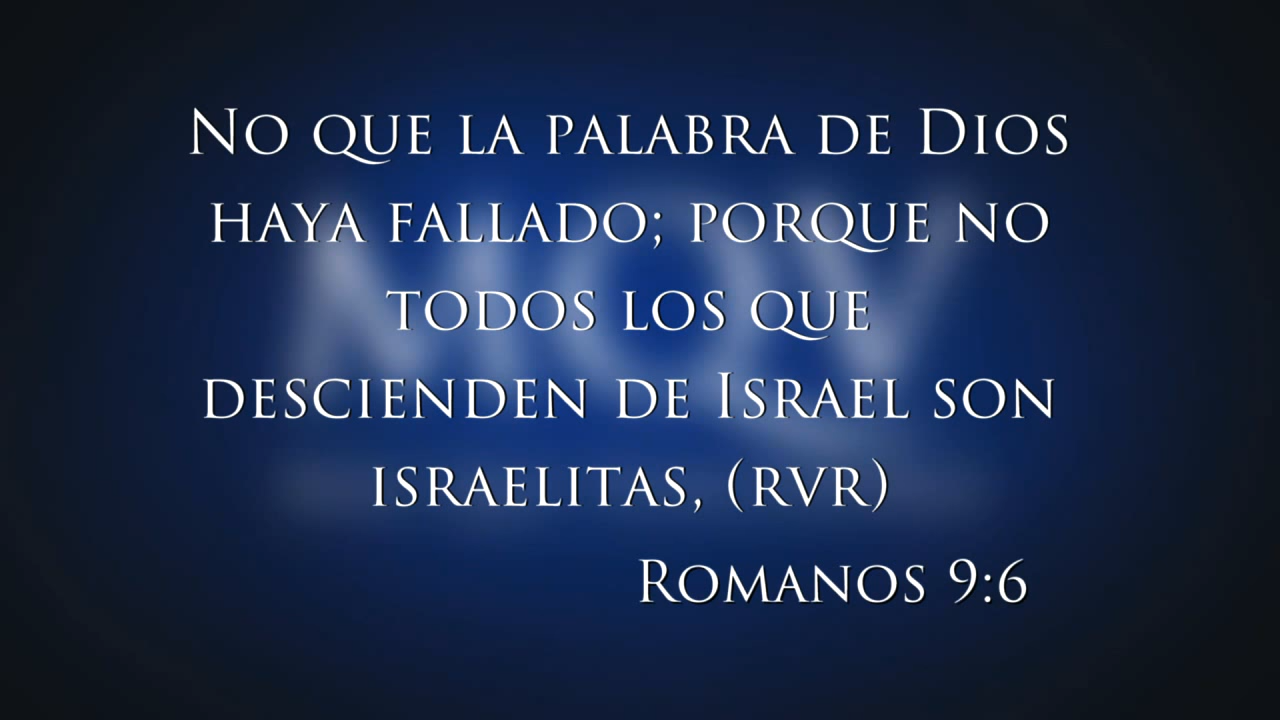 No que la palabra de Dios
haya fallado; porque no
todos los que
descienden de Israel son
israelitas, (rvr)
Romanos 9:6
MQV